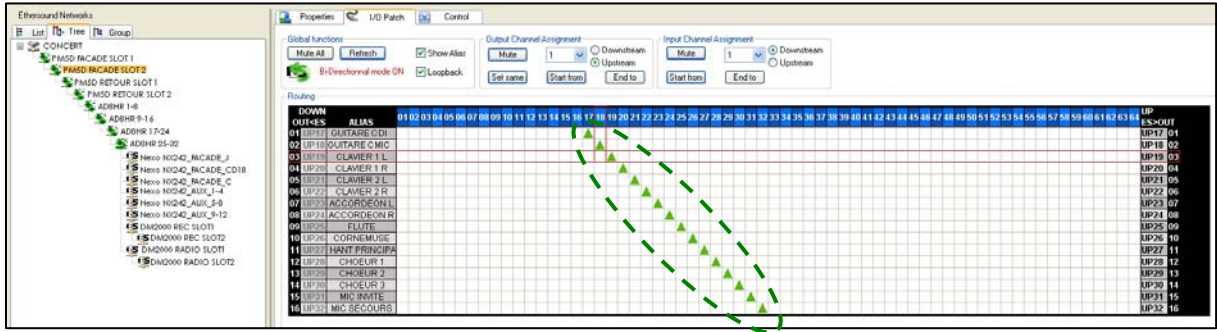 Ethersound Networks
List Tree Group
CONCERT
PM5D FACADE SLOT 1
PM5D FACADE SLOT 2
PM5D RETOUR SLOT 1
PM5D RETOUR SLOT 2
AD8HR 1-8
AD8HR 9-16
AD8HR 17-24
AD8HR 25-32
Nexo NX242_FACADE_J
Nexo NX242_FACADE_CD18
Nexo NX242_FACADE_C
Nexo NX242_AUX_1-4
Nexo NX242_AUX_5-8
Nexo NX242_AUX_9-12
DM2000 REC SLOT1
DM2000 REC SLOT2
DM2000 RADIO SLOT1
DM2000 RADIO SLOT2
Properties I/O Patch Control
Global functions
Mute All Refresh Show Alias
Bi-Directionnal mode ON Loopback
Output Channel Assignment
Mute 1 Downstream
Upstream
Set same Start from End to
Input Channel Assignment
Mute 1 Downstream
Upstream
Start from End to
Routing
DOWN
OUT<ES ALIAS 01 02 03 04 05 06 07 08 09 10 11 12 13 14 15 16 17 18 19 20 21 22 23 24 25 26 27 28 29 30 31 32 33 34 35 36 37 38 39 40 41 42 43 44 45 46 47 48 49 50 51 52 53 54 55 56 57 58 59 60 61 62 63 64 UP
ES>OUT
01 UP17 GUITARE C DI UP17 01
02 UP18 GUITARE C MIC UP18 02
03 UP19 CLAVIER 1 L UP19 03
04 UP20 CLAVIER 1 R UP20 04
05 UP21 CLAVIER 2 L UP21 05
06 UP22 CLAVIER 2 R UP22 06
07 UP23 ACCORDEON L UP23 07
08 UP24 ACCORDEON R UP24 08
09 UP25 FLUTE UP25 09
10 UP26 CORNEMUSE UP26 10
11 UP27 HANT PRINCIPA UP27 11
12 UP28 CHOEUR 1 UP28 12
13 UP29 CHOEUR 2 UP29 13
14 UP30 CHOEUR 3 UP30 14
15 UP31 MIC INVITE UP31 15
16 UP32 MIC SECOURS UP32 16